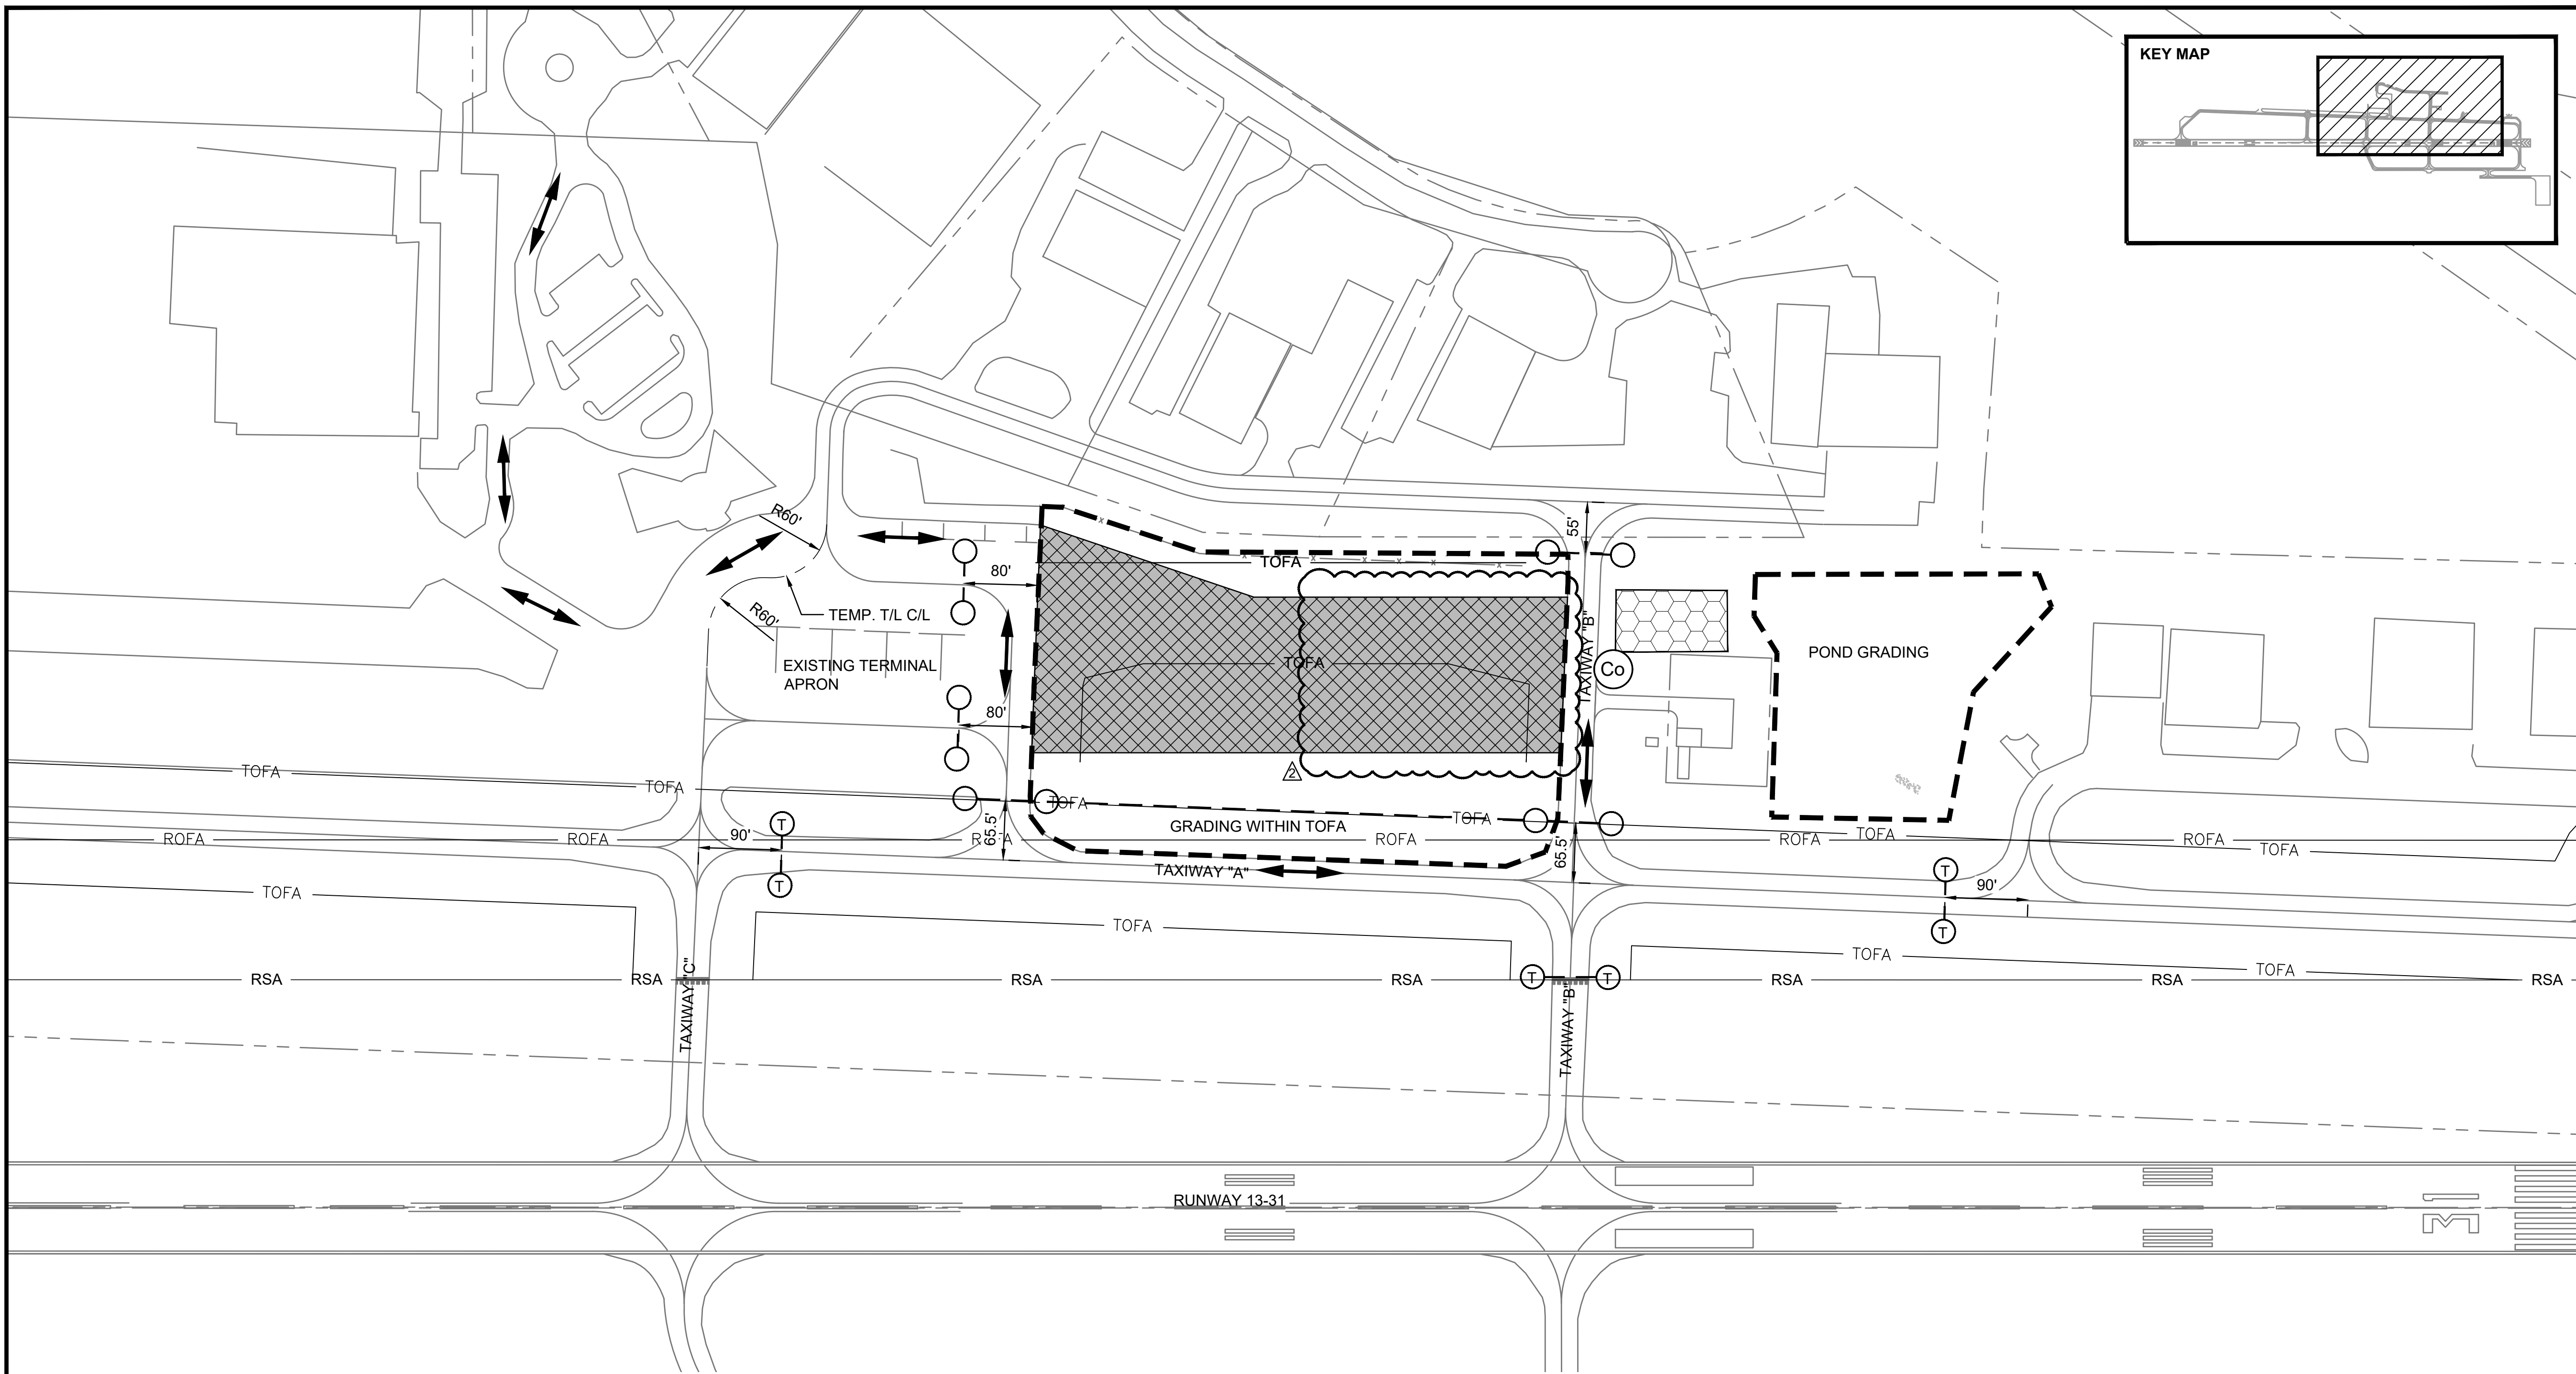 KEY MAP
R60'
55'
TOFA
80'
R60'
TEMP. T/L C/L
TAXIWAY "B"
POND GRADING
EXISTING TERMINAL
APRON
TOFA
Co
80'
TOFA
TOFA
2
TOFA
TOFA
T
GRADING WITHIN TOFA
TOFA
ROFA
ROFA
90'
65.5'
ROFA
ROFA
ROFA
ROFA
TOFA
65.5'
T
TAXIWAY "A"
T
90'
TOFA
TOFA
T
TOFA
TOFA
RSA
RSA
RSA
RSA
T
T
RSA
RSA
RSA
TAXIWAY "C"
TAXIWAY "B"
RUNWAY 13-31
31